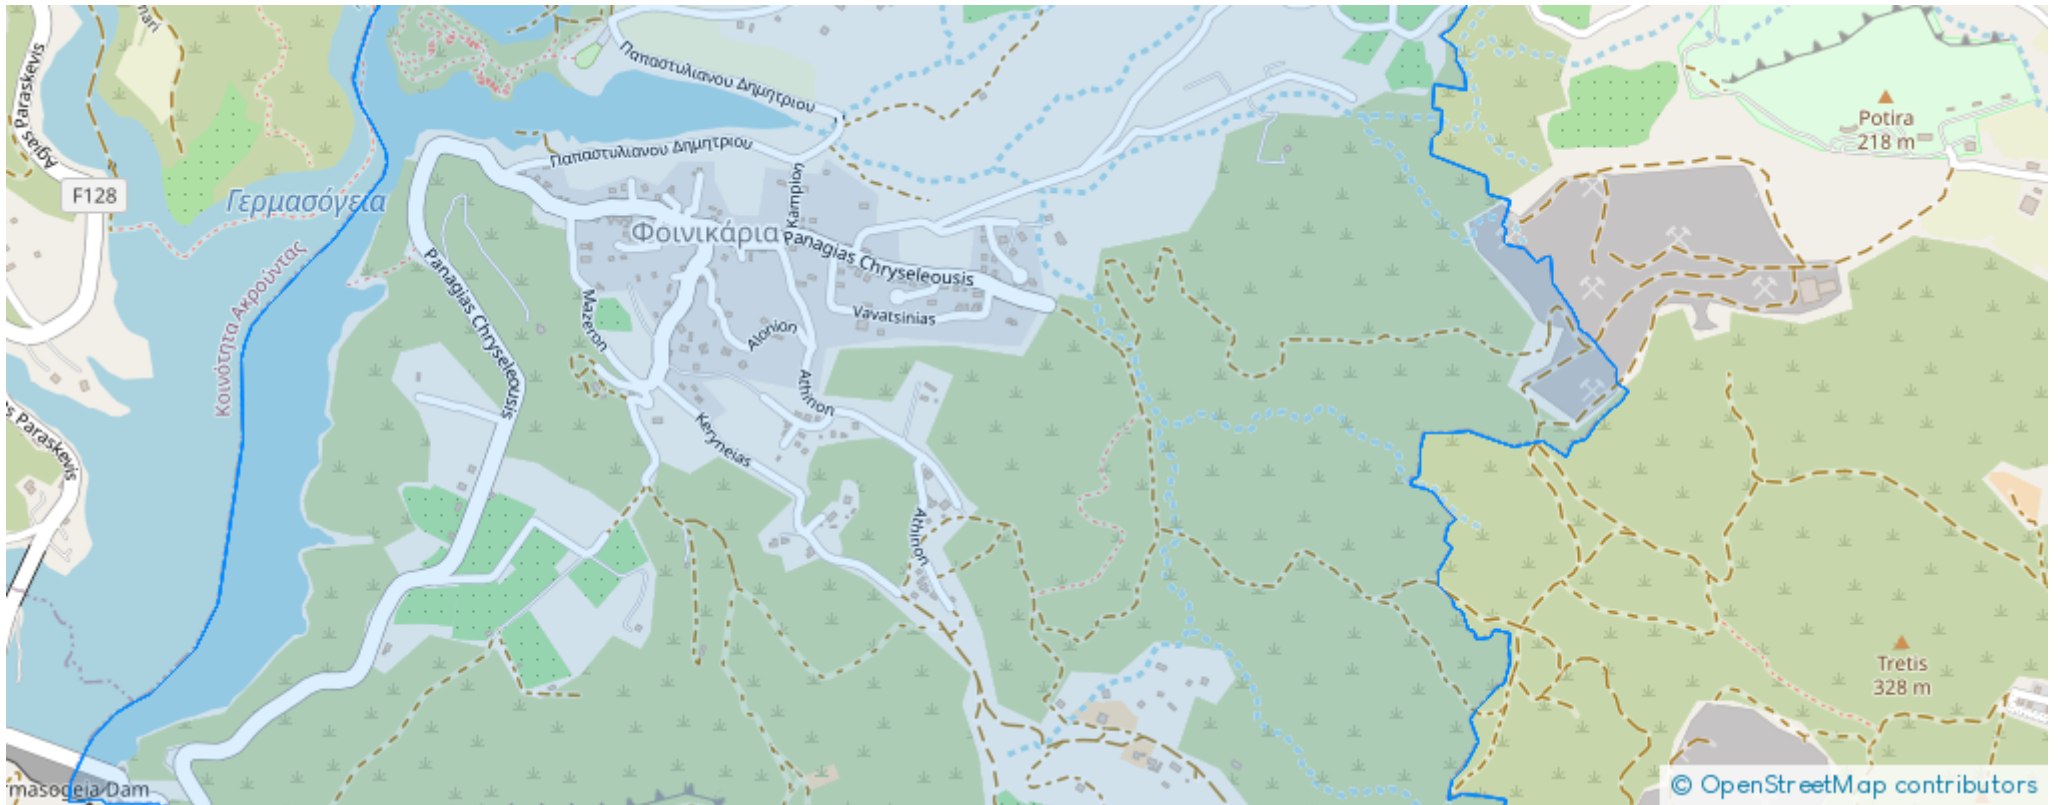 Παπαστυλιανου Δημητριου
Agias Paraskevis
Potira
218 m
Παπαστυλιανου Δημητριου
F128
Γερμασόγεια
Kampion
Φοινικάρια
Panagias Chryseleousis
Κοινότητα Ακρούντας
Panagias Chryseleousis
Mazeron
Vavatsinias
Alonion
Athinon
Keryneias
Paraskevis
Athinon
Tretis
328 m
rmasogeia Dam
© OpenStreetMap contributors